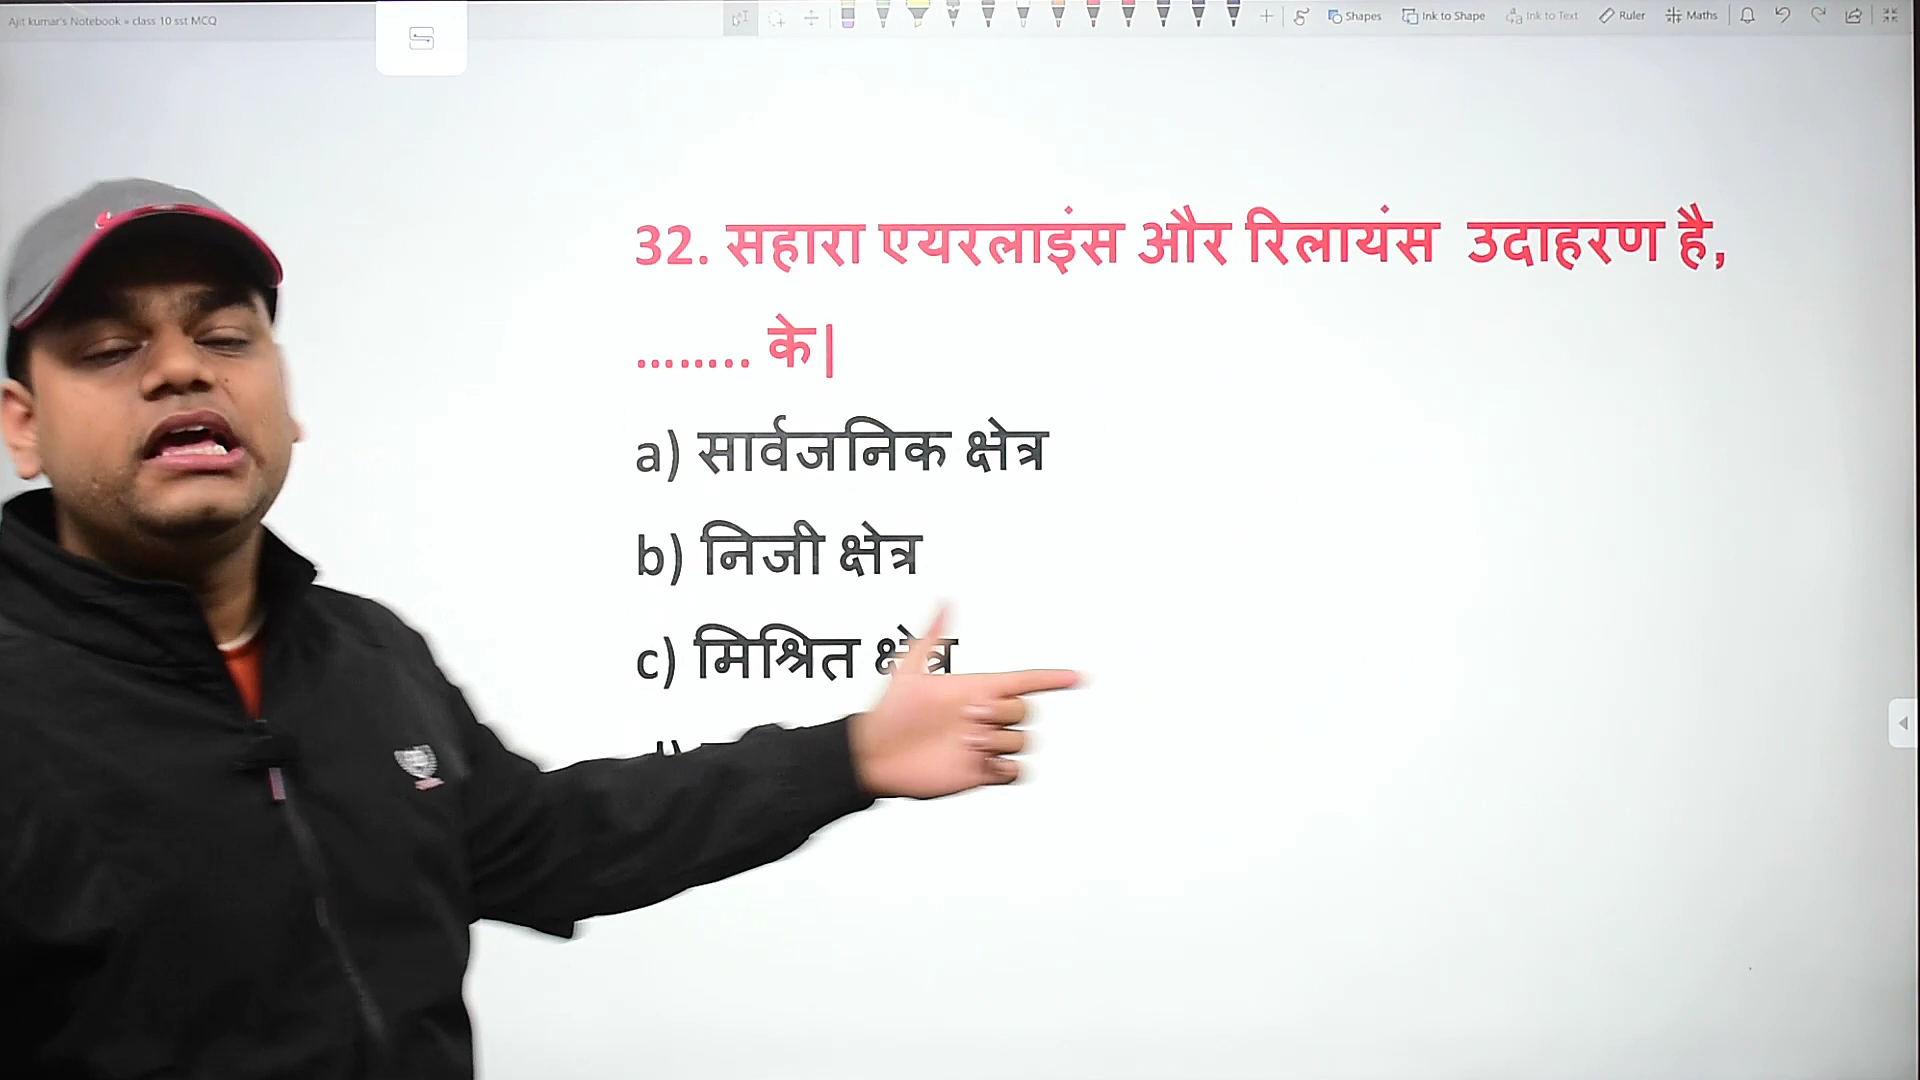 Ajit kumar's Notebook » class 10 sst MCQ
Shapes
Ink to Shape
Ink to Text
Ruler
Maths
32. सहारा एयरलाइंस और रिलायंस उदाहरण है,
........ के|
a) सार्वजनिक क्षेत्र
b) निजी क्षेत्र
c) मिश्रित क्षेत्र